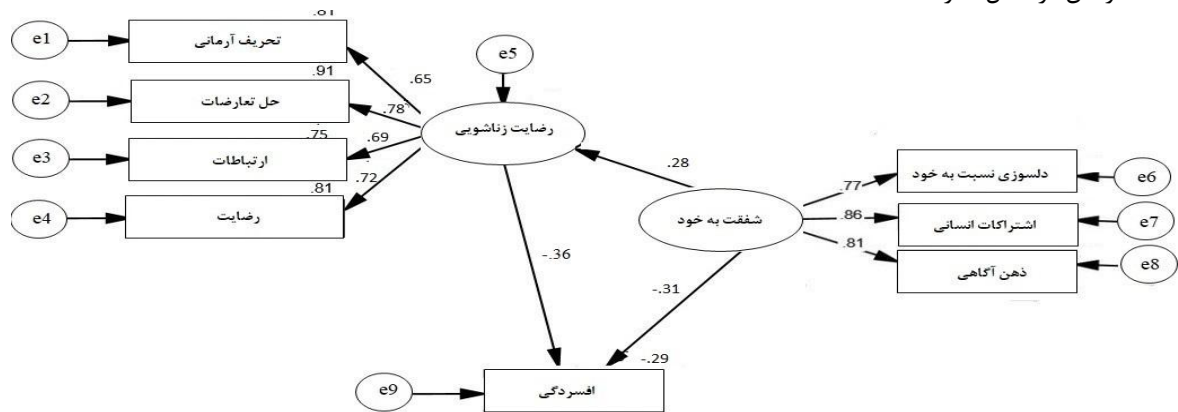 e1
.81
تحریف آرمانی
e5
.65
e2
.91
حل تعارضات
.78
رضایت زناشویی
e3
.75
ارتباطات
.69
.28
دلسوزی نسبت به خود
e6
.77
e4
.81
رضایت
.72
شفقت به خود
.86
اشتراکات انسانی
e7
.81
ذهن آگاهی
e8
-.36
-.31
-.29
e9
افسردگی